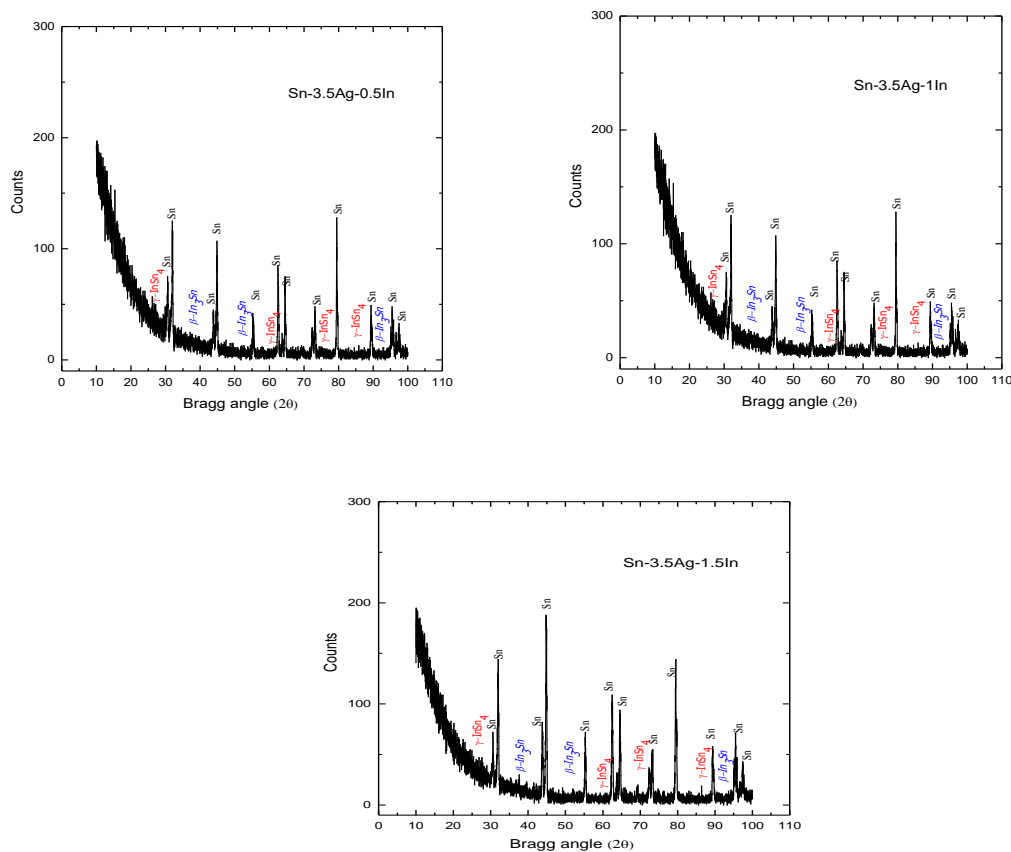 300
200
100
0
Counts
Sn-3.5Ag-0.5In
γ-InSn4
Sn
Sn
β-In3Sn
Sn
Sn
β-In3Sn
Sn
γ-InSn4
Sn
Sn
Sn
γ-InSn4
Sn
γ-InSn4
Sn
β-In3Sn
Sn
Sn
0 10 20 30 40 50 60 70 80 90 100 110
Bragg angle (2θ)
300
200
100
0
Counts
Sn-3.5Ag-1In
γ-InSn4
Sn
Sn
β-In3Sn
Sn
Sn
β-In3Sn
Sn
γ-InSn4
Sn
Sn
Sn
γ-InSn4
Sn
γ-InSn4
Sn
β-In3Sn
Sn
Sn
0 10 20 30 40 50 60 70 80 90 100 110
Bragg angle (2θ)
300
200
100
0
Counts
Sn-3.5Ag-1.5In
γ-InSn4
Sn
Sn
β-In3Sn
Sn
Sn
β-In3Sn
Sn
γ-InSn4
Sn
Sn
γ-InSn4
Sn
Sn
γ-InSn4
Sn
β-In3Sn
Sn
Sn
0 10 20 30 40 50 60 70 80 90 100 110
Bragg angle (2θ)